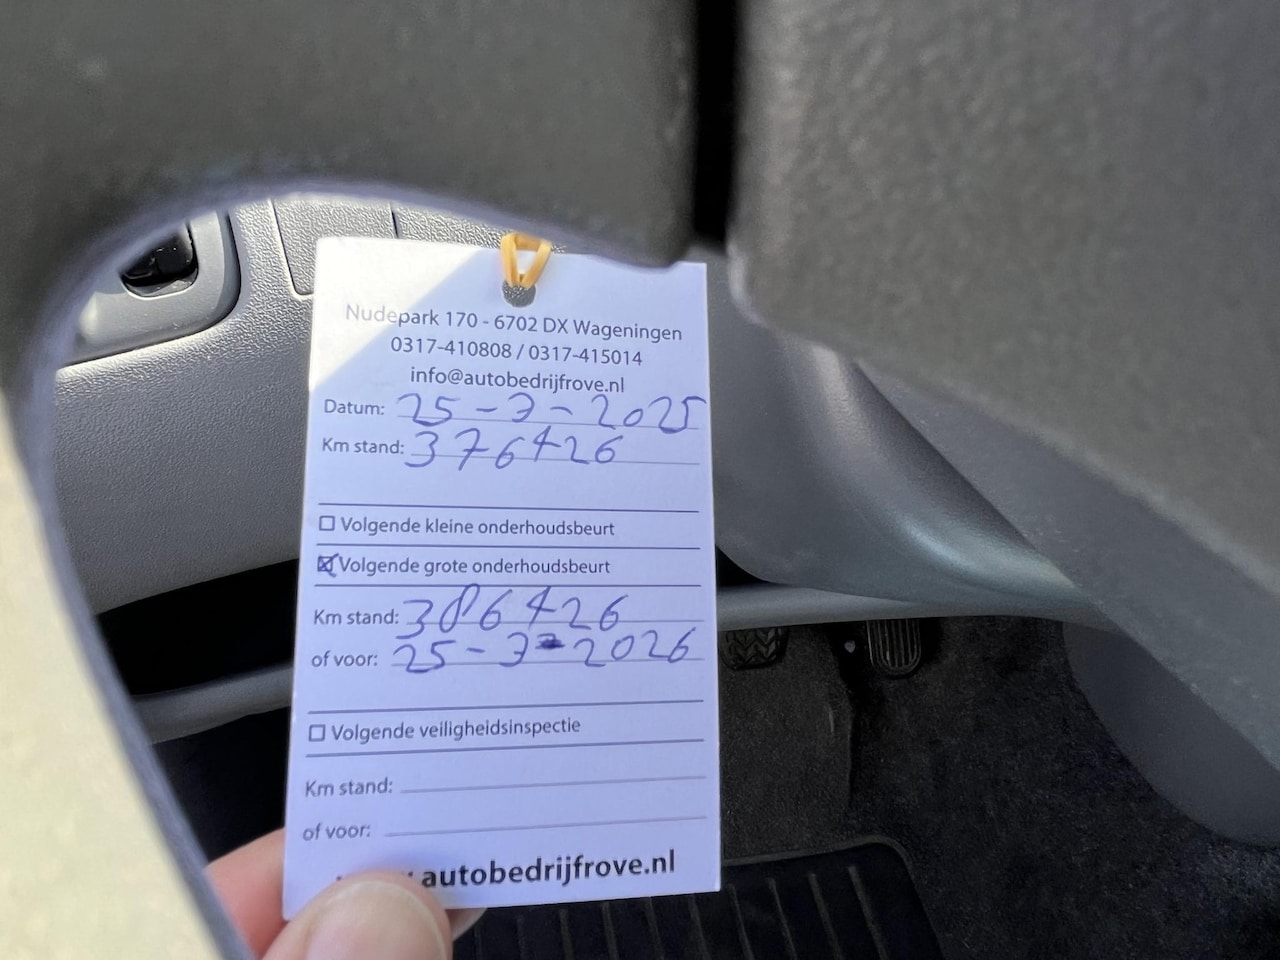 Nudepark 170 - 6702 DX Wageningen
0317-410808 / 0317-415014
info@autobedrijfrove.nl
Datum: 25-3-2025
Km stand: 376426
Volgende kleine onderhoudsbeurt
Volgende grote onderhoudsbeurt
Km stand: 386426
of voor: 25-3-2026
Volgende veiligheidsinspectie
Km stand:
of voor:
autobedrijfrove.nl